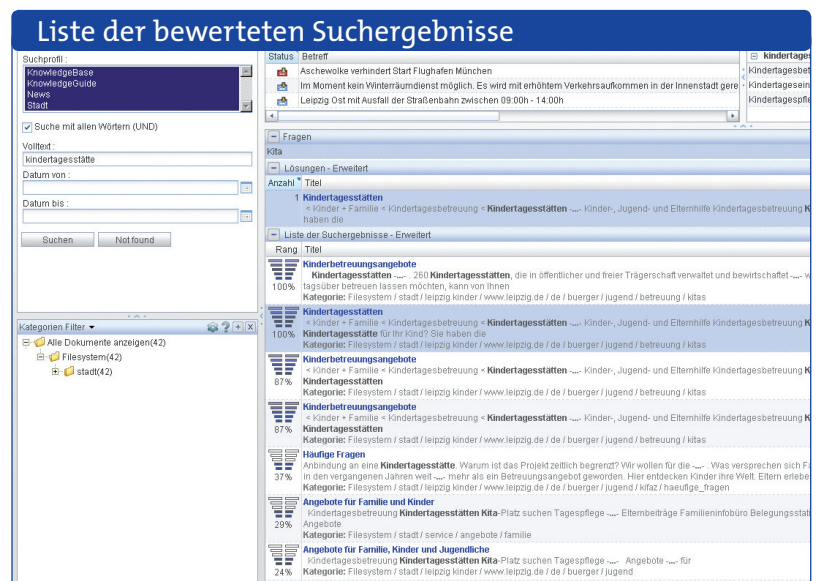 Liste der bewerteten Suchergebnisse
Suchprofil :
KnowledgeBase
KnowledgeGuide
News
Stadt
Suche mit allen Wörtern (UND)
Volltext :
kindertagesstätte
Datum von :
Datum bis :
Suchen Not found
Kategorien Filter
Alle Dokumente anzeigen(42)
Filesystem(42)
stadt(42)
Status Betreff
Aschewolke verhindert Start Flughafen München
Im Moment kein Winterräumdienst möglich. Es wird mit erhöhtem Verkehrsaufkommen in der Innenstadt gere
Leipzig Ost mit Ausfall der Straßenbahn zwischen 09:00h - 14:00h
kindertages
Kindertagesbet
Kindertagesein
Kindertagespfle
Fragen
Kita
Lösungen - Erweitert
Anzahl Titel
1 Kindertagesstätten
< Kinder + Familie < Kindertagesbetreuung < Kindertagesstätten -...- Kinder-, Jugend- und Elternhilfe Kindertagesbetreuung K
haben die
Liste der Suchergebnisse - Erweitert
Rang Titel
Kinderbetreuungsangebote
Kindertagesstätten -...- . 260 Kindertagesstätten, die in öffentlicher und freier Trägerschaft verwaltet und bewirtschaftet -...- w
100% tagsüber betreuen lassen möchten, kann von Ihnen
Kategorie: Filesystem / stadt / leipzig kinder / www.leipzig.de / de / buerger / jugend / betreuung / kitas
Kindertagesstätten
< Kinder + Familie < Kindertagesbetreuung < Kindertagesstätten -...- Kinder-, Jugend- und Elternhilfe Kindertagesbetreuung K
100% Kindertagesstätte für Ihr Kind? Sie haben die
Kategorie: Filesystem / stadt / leipzig kinder / www.leipzig.de / de / buerger / jugend / betreuung / kitas
Kinderbetreuungsangebote
< Kinder + Familie < Kindertagesbetreuung < Kindertagesstätten -...- Kinder-, Jugend- und Elternhilfe Kindertagesbetreuung K
87% Kindertagesstätten
Kategorie: Filesystem / stadt / leipzig kinder / www.leipzig.de / de / buerger / jugend / betreuung / kitas
Kinderbetreuungsangebote
< Kinder + Familie < Kindertagesbetreuung < Kindertagesstätten -...- Kinder-, Jugend- und Elternhilfe Kindertagesbetreuung K
87% Kindertagesstätten
Kategorie: Filesystem / stadt / leipzig kinder / www.leipzig.de / de / buerger / jugend / betreuung / kitas
Häufige Fragen
Anbindung an eine Kindertagesstätte. Warum ist das Projekt zeitlich begrenzt? Wir wollen für die -...- . Was versprechen sich Fa
37% in den vergangenen Jahren weit -...- mehr als ein Betreuungsangebot geworden. Hier entdecken Kinder ihre Welt. Eltern erlebe
Kategorie: Filesystem / stadt / leipzig kinder / www.leipzig.de / de / buerger / jugend / kifaz / haeufige_fragen
Angebote für Familie und Kinder
Kindertagesbetreuung Kindertagesstätten Kita-Platz suchen Tagespflege -...- Elternbeiträge Familieninfobüro Belegungsstati
29% Angebote
Kategorie: Filesystem / stadt / service / angebote / familie
Angebote für Familie, Kinder und Jugendliche
Kindertagesbetreuung Kindertagesstätten Kita-Platz suchen Tagespflege -...- Angebote -...- für
24% Kategorie: Filesystem / stadt / leipzig kinder / www.leipzig.de / de / buerger / jugend